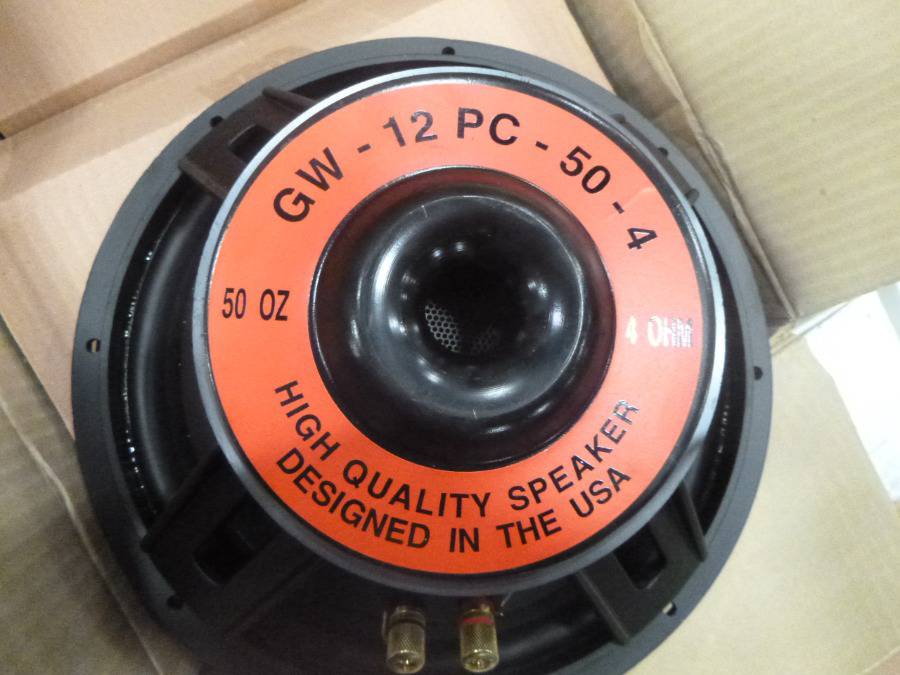 GW - 12 PC - 50 - 4
50 OZ
4 OHM
HIGH QUALITY SPEAKER
DESIGNED IN THE USA